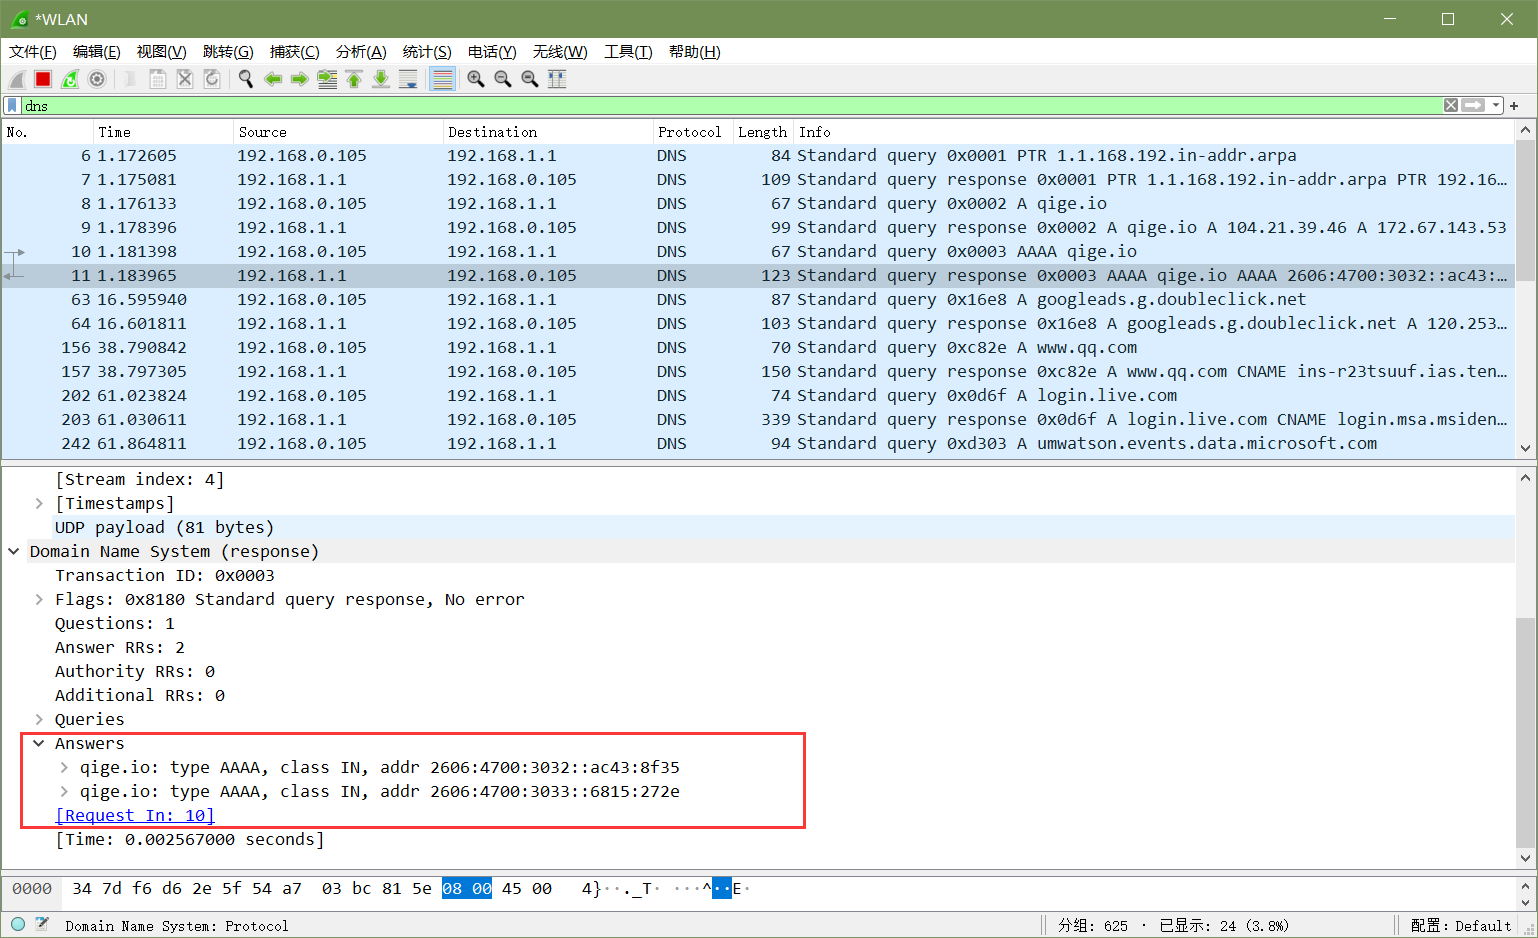 *WLAN
文件(F) 编辑(E) 视图(V) 跳转(G) 捕获(C) 分析(A) 统计(S) 电话(Y) 无线(W) 工具(T) 帮助(H)
dns
No. Time Source Destination Protocol Length Info
6 1.172605 192.168.0.105 192.168.1.1 DNS 84 Standard query 0x0001 PTR 1.1.168.192.in-addr.arpa
7 1.175081 192.168.1.1 192.168.0.105 DNS 109 Standard query response 0x0001 PTR 1.1.168.192.in-addr.arpa PTR 192.16…
8 1.176133 192.168.0.105 192.168.1.1 DNS 67 Standard query 0x0002 A qige.io
9 1.178396 192.168.1.1 192.168.0.105 DNS 99 Standard query response 0x0002 A qige.io A 104.21.39.46 A 172.67.143.53
10 1.181398 192.168.0.105 192.168.1.1 DNS 67 Standard query 0x0003 AAAA qige.io
11 1.183965 192.168.1.1 192.168.0.105 DNS 123 Standard query response 0x0003 AAAA qige.io AAAA 2606:4700:3032::ac43:…
63 16.595940 192.168.0.105 192.168.1.1 DNS 87 Standard query 0x16e8 A googleads.g.doubleclick.net
64 16.601811 192.168.1.1 192.168.0.105 DNS 103 Standard query response 0x16e8 A googleads.g.doubleclick.net A 120.253…
156 38.790842 192.168.0.105 192.168.1.1 DNS 70 Standard query 0xc82e A www.qq.com
157 38.797305 192.168.1.1 192.168.0.105 DNS 150 Standard query response 0xc82e A www.qq.com CNAME ins-r23tsuuf.ias.ten…
202 61.023824 192.168.0.105 192.168.1.1 DNS 74 Standard query 0x0d6f A login.live.com
203 61.030611 192.168.1.1 192.168.0.105 DNS 339 Standard query response 0x0d6f A login.live.com CNAME login.msa.msiden…
242 61.864811 192.168.0.105 192.168.1.1 DNS 94 Standard query 0xd303 A umwatson.events.data.microsoft.com
[Stream index: 4]
[Timestamps]
UDP payload (81 bytes)
Domain Name System (response)
Transaction ID: 0x0003
Flags: 0x8180 Standard query response, No error
Questions: 1
Answer RRs: 2
Authority RRs: 0
Additional RRs: 0
Queries
Answers
qige.io: type AAAA, class IN, addr 2606:4700:3032::ac43:8f35
qige.io: type AAAA, class IN, addr 2606:4700:3033::6815:272e
[Request In: 10]
[Time: 0.002567000 seconds]
0000 34 7d f6 d6 2e 5f 54 a7 03 bc 81 5e 08 00 45 00 4}··._T· ···^··E·
Domain Name System: Protocol 分组: 625 · 已显示: 24 (3.8%) 配置: Default